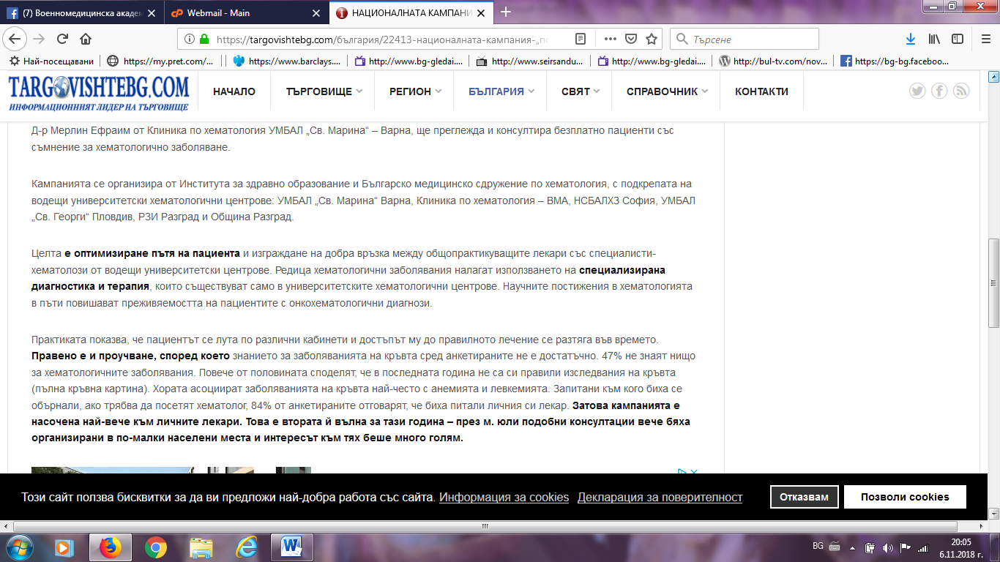 (7) Военномедицинска акаде
Webmail - Main
НАЦИОНАЛНАТА КАМПАНИ
https://targovishtebg.com/българия/22413-националната-кампания-„по
Търсене
Най-посещавани
https://my.pret.com/...
https://www.barclays....
http://www.bg-gledai....
http://www.seirsandu...
http://www.bg-gledai....
http://bul-tv.com/nov...
https://bg-bg.faceboo...
TARGOVISHTEBG.COM
ИНФОРМАЦИОННИЯТ ЛИДЕР НА ТЪРГОВИЩЕ
НАЧАЛО ТЪРГОВИЩЕ РЕГИОН БЪЛГАРИЯ СВЯТ СПРАВОЧНИК КОНТАКТИ
Д-р Мерлин Ефраим от Клиника по хематология УМБАЛ „Св. Марина“ – Варна, ще преглежда и консултира безплатно пациенти със
съмнение за хематологично заболяване.
Кампанията се организира от Института за здравно образование и Българско медицинско сдружение по хематология, с подкрепата на
водещи университетски хематологични центрове: УМБАЛ „Св. Марина“ Варна, Клиника по хематология – ВМА, НСБАЛХЗ София, УМБАЛ
„Св. Георги“ Пловдив, РЗИ Разград и Община Разград.
Целта е оптимизиране пътя на пациента и изграждане на добра връзка между общопрактикуващите лекари със специалисти-
хематолози от водещи университетски центрове. Редица хематологични заболявания налагат използването на специализирана
диагностика и терапия, които съществуват само в университетските хематологични центрове. Научните постижения в хематологията
в пъти повишават преживяемостта на пациентите с онкохематологични диагнози.
Практиката показва, че пациентът се лута по различни кабинети и достъпът му до правилното лечение се разтяга във времето.
Правено е и проучване, според което знанието за заболяванията на кръвта сред анкетираните не е достатъчно. 47% не знаят нищо
за хематологичните заболявания. Повече от половината споделят, че в последната година не са си правили изследвания на кръвта
(пълна кръвна картина). Хората асоциират заболяванията на кръвта най-често с анемията и левкемията. Запитани към кого биха се
обърнали, ако трябва да посетят хематолог, 84% от анкетираните отговарят, че биха питали личния си лекар. Затова кампанията е
насочена най-вече към личните лекари. Това е втората й вълна за тази година – през м. юли подобни консултации вече бяха
организирани в по-малки населени места и интересът към тях беше много голям.
Този сайт ползва бисквитки за да ви предложи най-добра работа със сайта. Информация за cookies Декларация за поверителност
Отказвам
Позволи cookies
BG
20:05
6.11.2018 г.